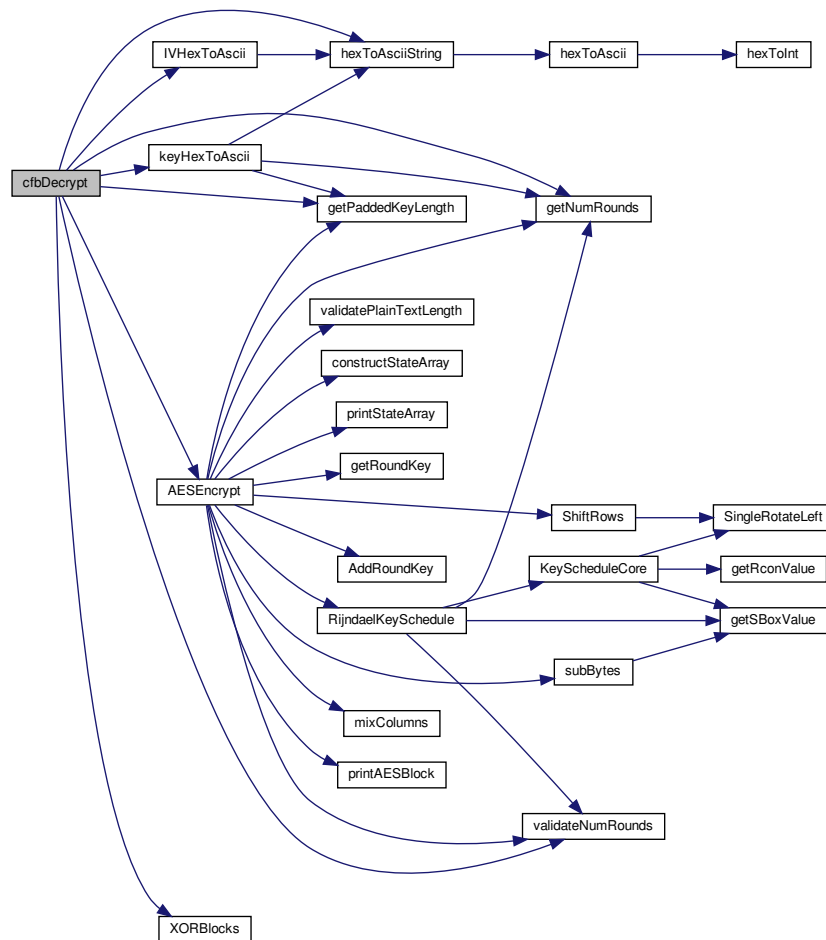 IVHexToAscii
hexToAsciiString
hexToAscii
hexToInt
keyHexToAscii
cfbDecrypt
getPaddedKeyLength
getNumRounds
validatePlainTextLength
constructStateArray
printStateArray
getRoundKey
AESEncrypt
ShiftRows
SingleRotateLeft
AddRoundKey
KeyScheduleCore
getRconValue
RijndaelKeySchedule
getSBoxValue
subBytes
mixColumns
printAESBlock
validateNumRounds
XORBlocks